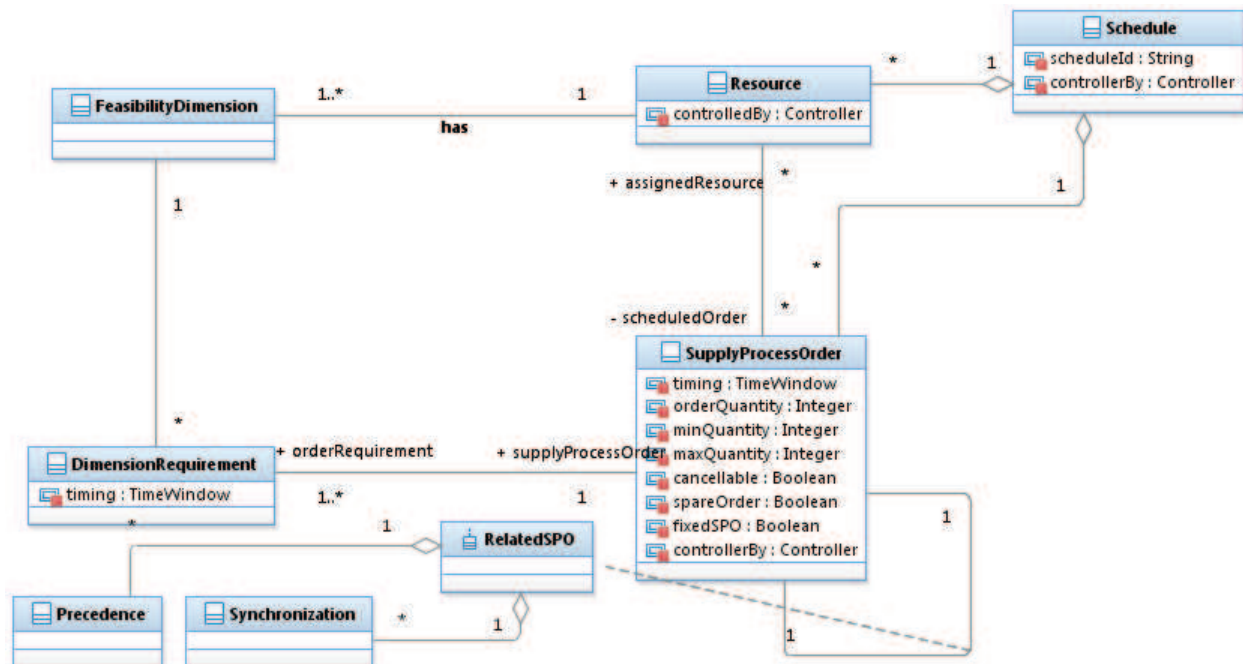 Schedule
scheduleId : String
controllerBy : Controller
* 1
Resource
controlledBy : Controller
FeasibilityDimension
1..* 1
has
+ assignedResource *
1
1
*
*
- scheduledOrder
SupplyProcessOrder
timing : TimeWindow
orderQuantity : Integer
minQuantity : Integer
maxQuantity : Integer
cancellable : Boolean
spareOrder : Boolean
fixedSPO : Boolean
controllerBy : Controller
*
+ orderRequirement + supplyProcessOrder
DimensionRequirement
timing : TimeWindow
1..* 1
* 1
RelatedSPO
1
Precedence
Synchronization
* 1
1